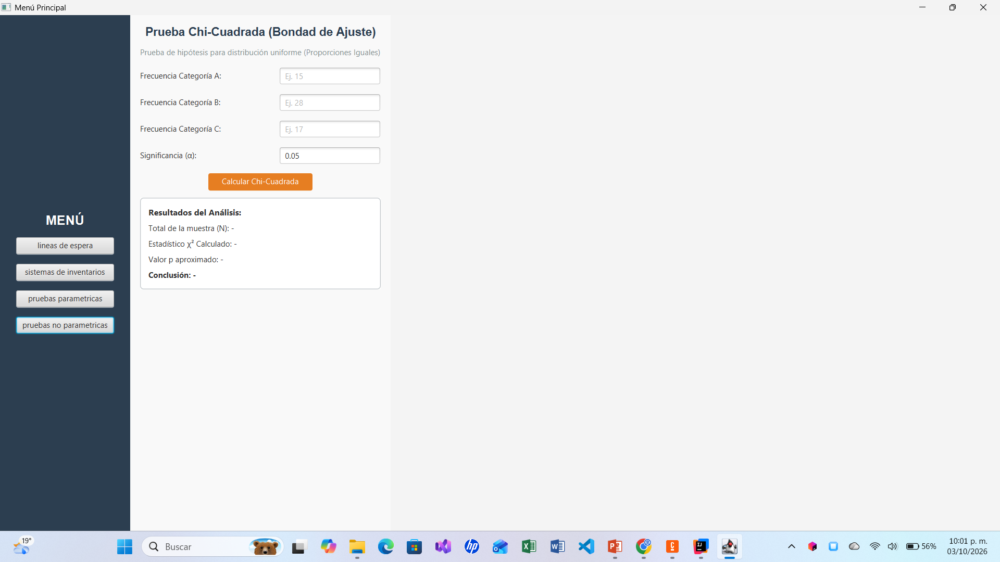 Menú Principal
Prueba Chi-Cuadrada (Bondad de Ajuste)
Prueba de hipótesis para distribución uniforme (Proporciones Iguales)
Frecuencia Categoría A:
Ej. 15
Frecuencia Categoría B:
Ej. 28
Frecuencia Categoría C:
Ej. 17
Significancia (α):
0.05
Calcular Chi-Cuadrada
Resultados del Análisis:
Total de la muestra (N): -
Estadístico χ² Calculado: -
Valor p aproximado: -
Conclusión: -
MENÚ
lineas de espera
sistemas de inventarios
pruebas parametricas
pruebas no parametricas
19°
Buscar
56%
10:01 p. m.
03/10/2026